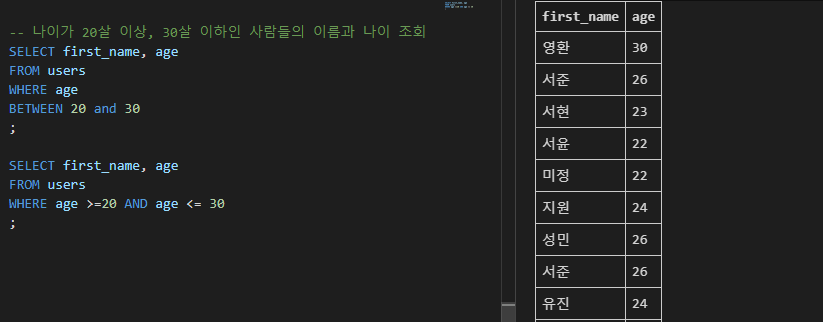 -- 나이가 20살 이상, 30살 이하인 사람들의 이름과 나이 조회
SELECT first_name, age
FROM users
WHERE age
BETWEEN 20 and 30
;
SELECT first_name, age
FROM users
WHERE age >=20 AND age <= 30
;
first_name age
영환 30
서준 26
서현 23
서윤 22
미정 22
지원 24
성민 26
서준 26
유진 24